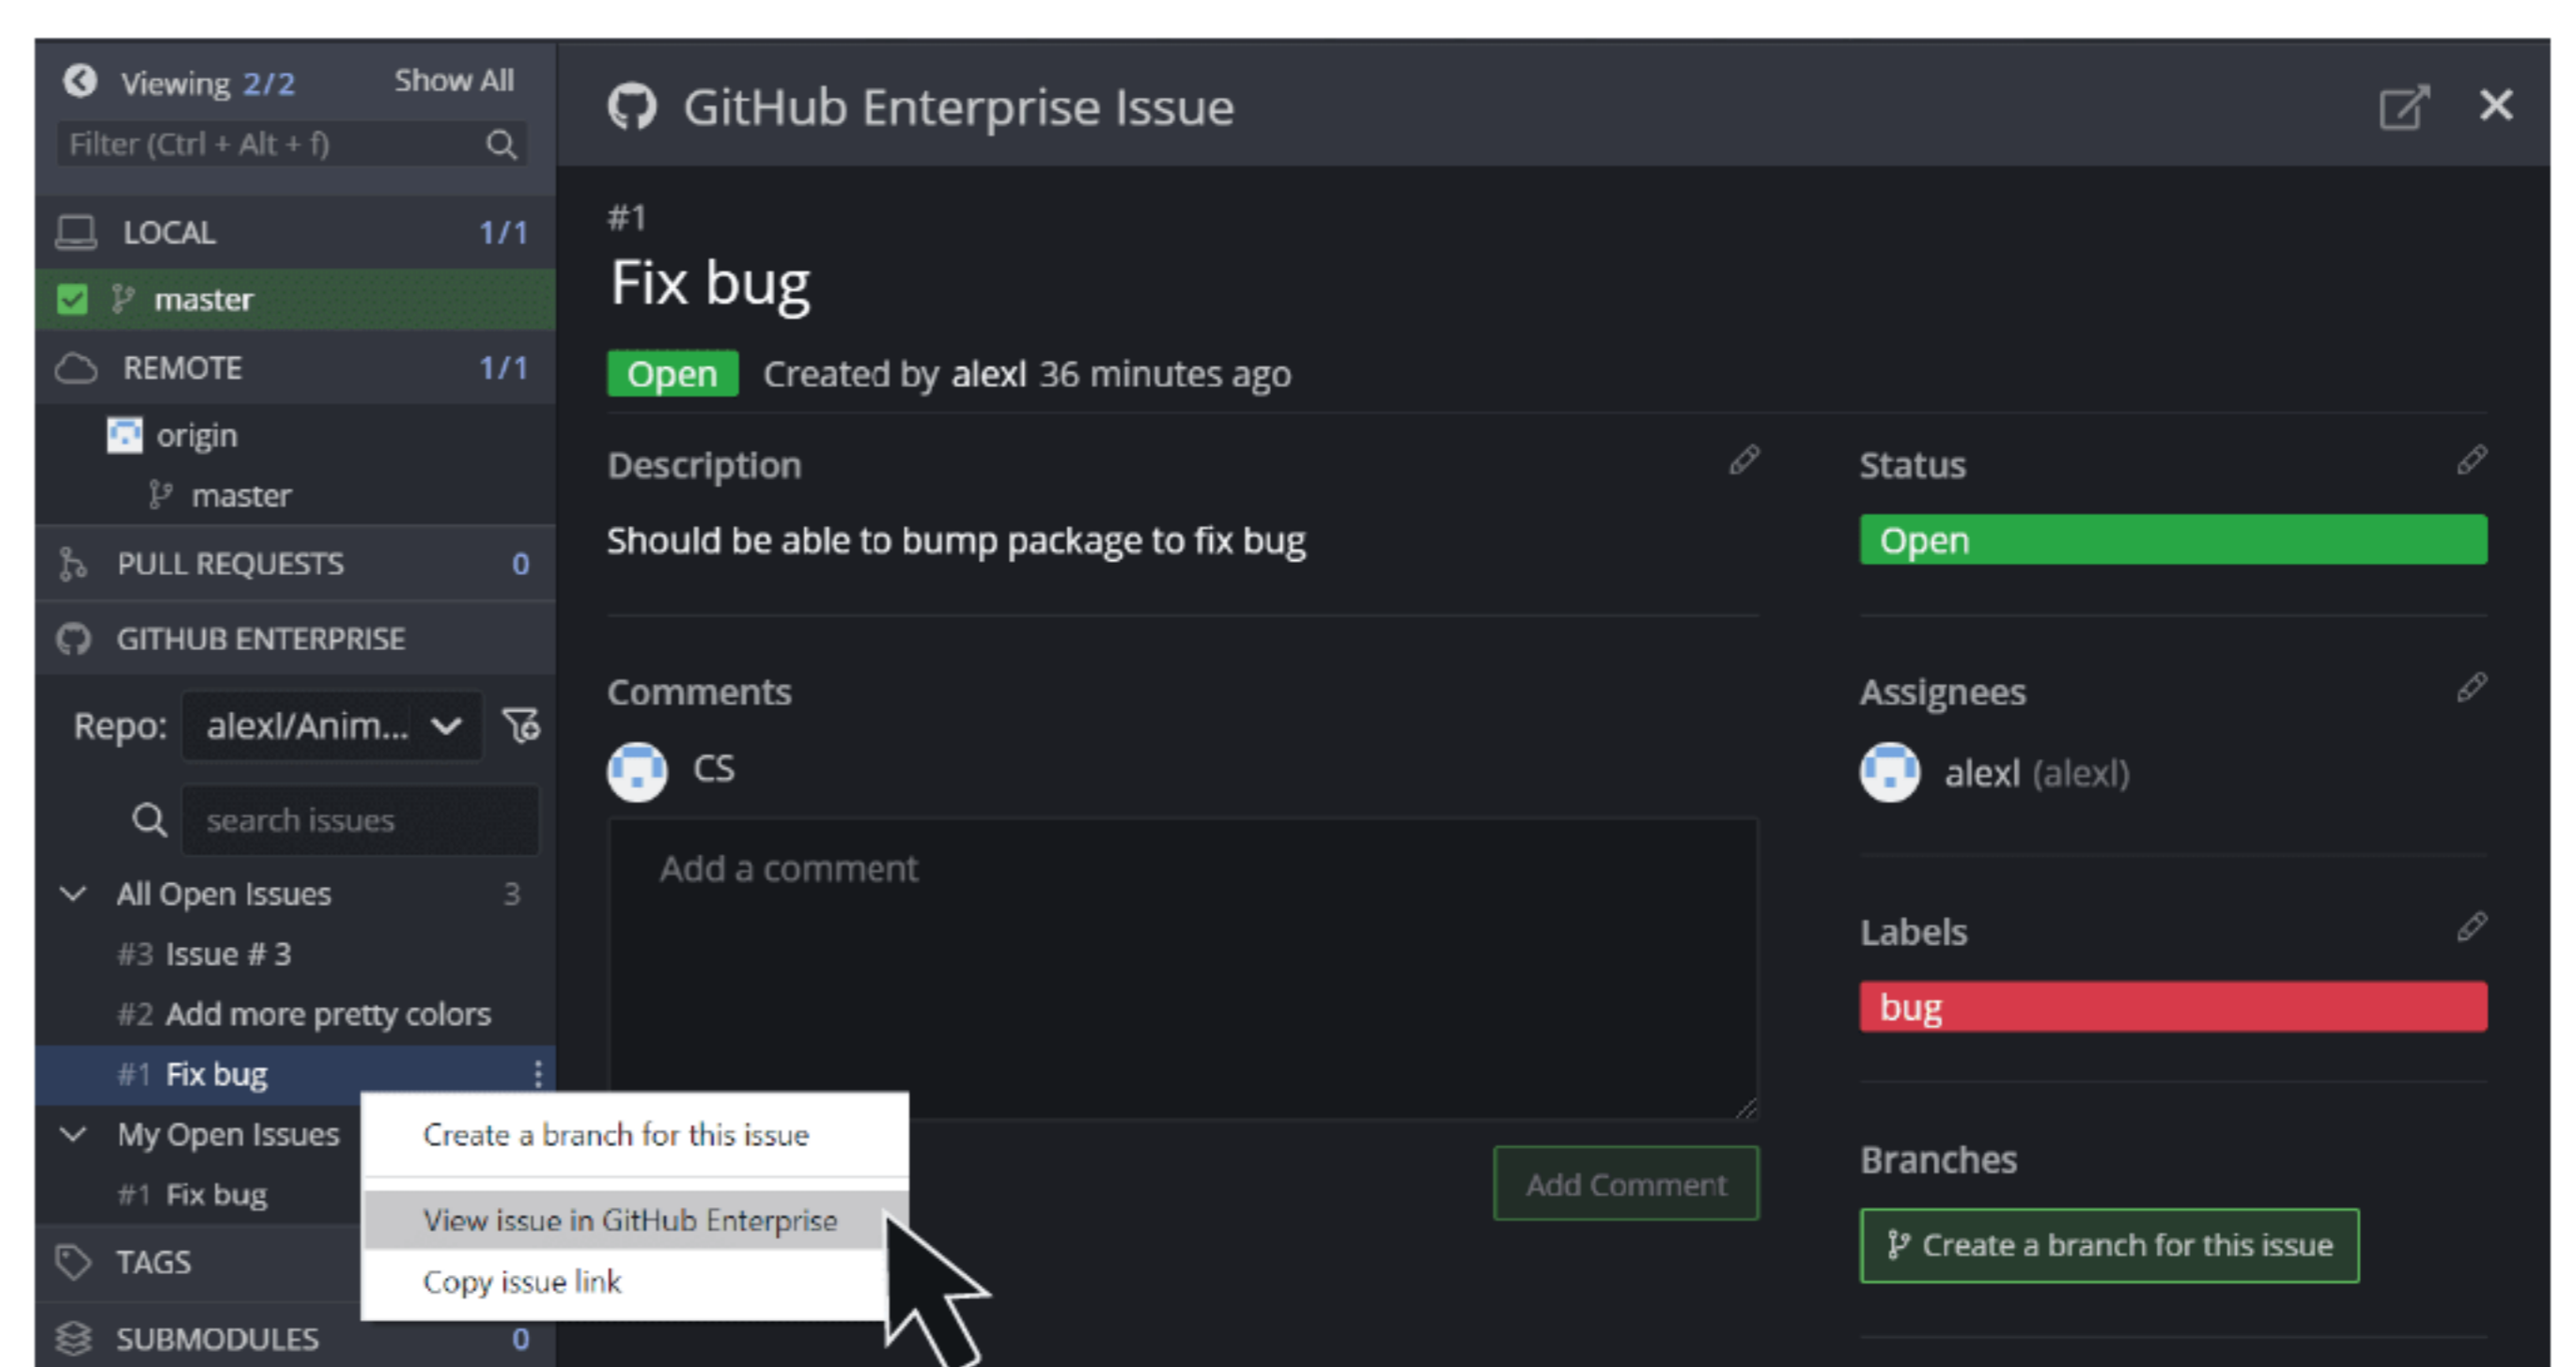 Viewing 2/2 Show All
Filter (Ctrl + Alt + f)
LOCAL 1/1
master
REMOTE 1/1
origin
master
PULL REQUESTS 0
GITHUB ENTERPRISE
Repo: alexl/Anim...
search issues
All Open Issues 3
#3 Issue # 3
#2 Add more pretty colors
#1 Fix bug
My Open Issues
#1 Fix bug
TAGS
SUBMODULES 0
Create a branch for this issue
View issue in GitHub Enterprise
Copy issue link
GitHub Enterprise Issue
#1
Fix bug
Open Created by alexl 36 minutes ago
Description
Should be able to bump package to fix bug
Comments
CS
Add a comment
Add Comment
Status
Open
Assignees
alexl (alexl)
Labels
bug
Branches
Create a branch for this issue